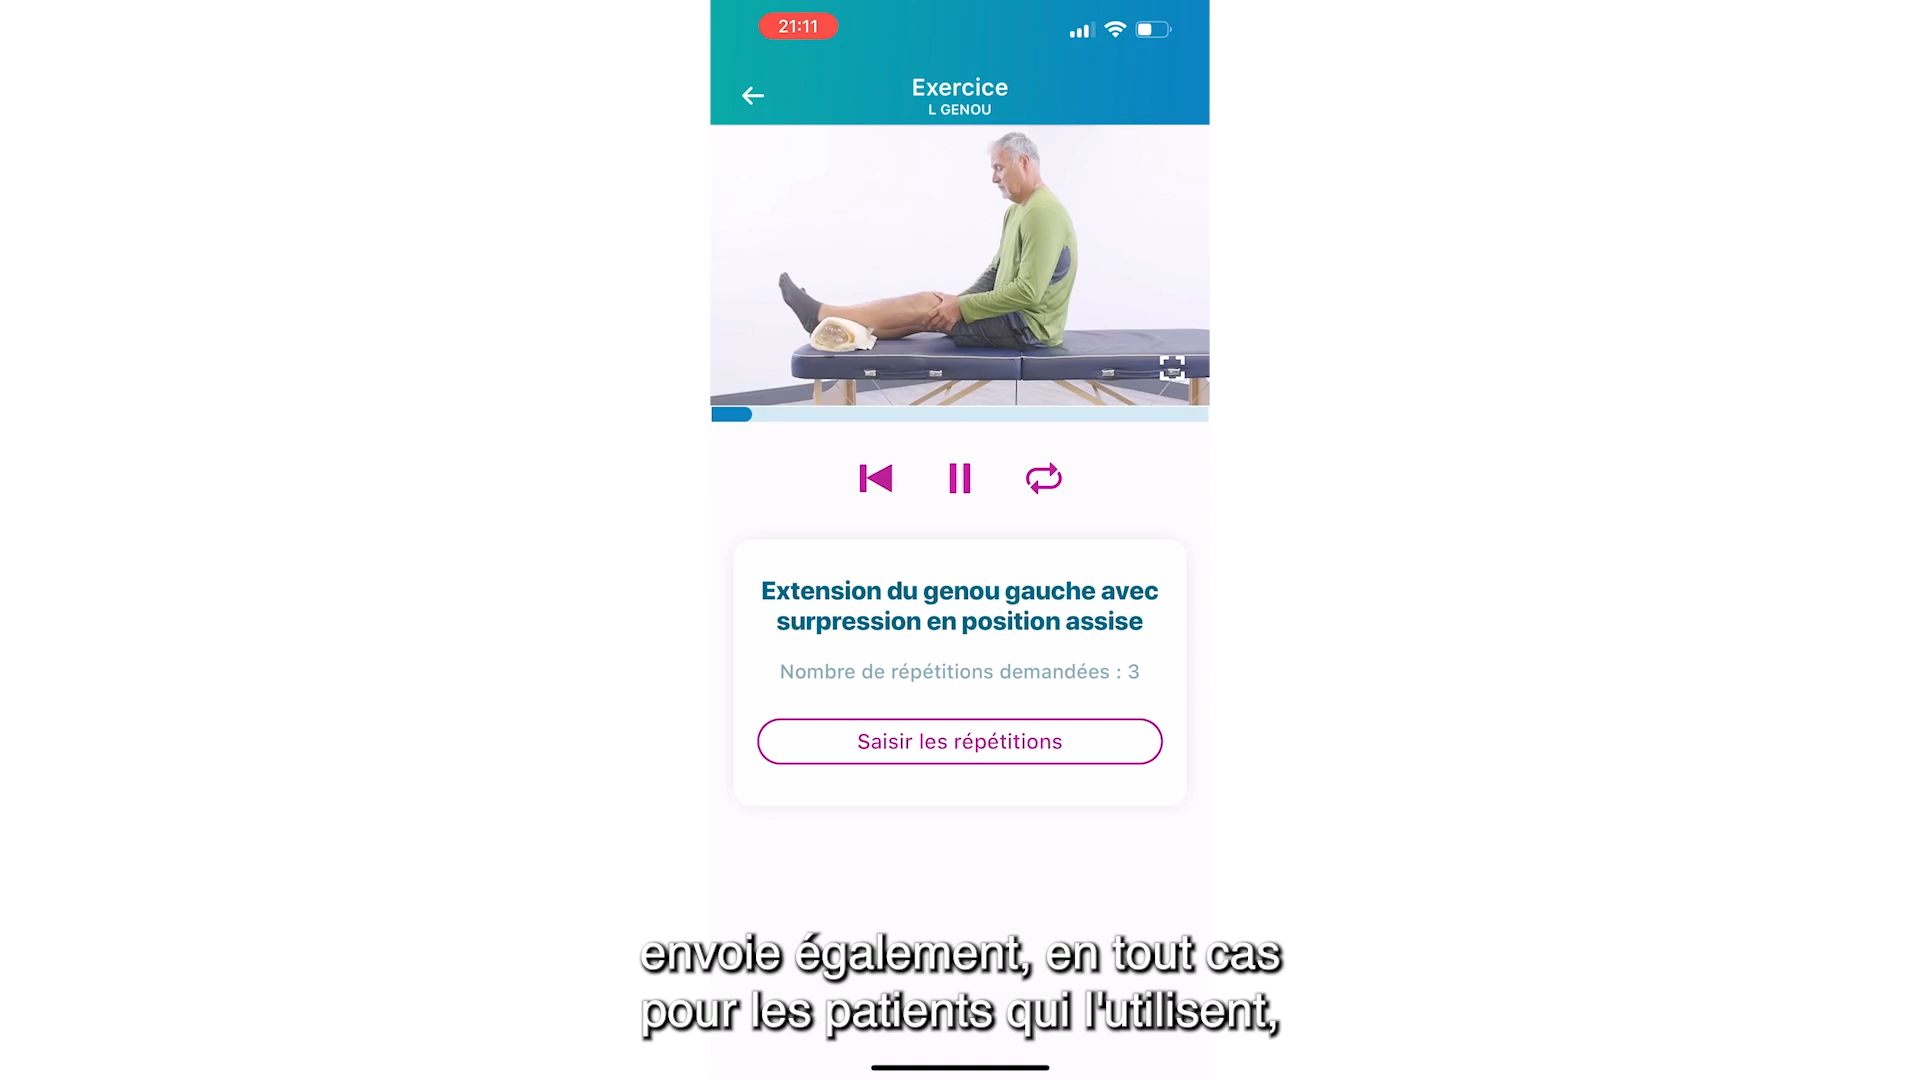 21:11
Exercice
L GENOU
Extension du genou gauche avec
surpression en position assise
Nombre de répétitions demandées : 3
Saisir les répétitions
envoie également, en tout cas
pour les patients qui l'utilisent,